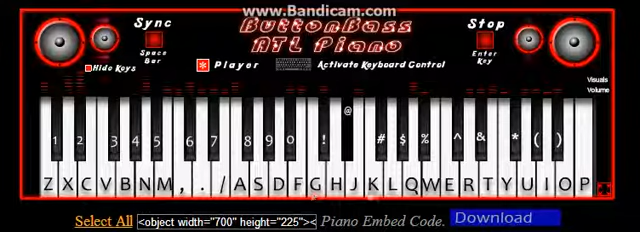 www.Bandicam.com
Sync
ButtonBass
Stop
Space
Bar
ATL Piano
Enter
Key
Hide Keys
* Player
Activate Keyboard Control
Visuals
Volume
1 2 3 4 5 6 7 8 9 0 ! @ # $ % ^ & * ( )
Z X C V B N M , . / A S D F G H J K L Q W E R T Y U I O P
Select All <object width="700" height="225">< Piano Embed Code. Download